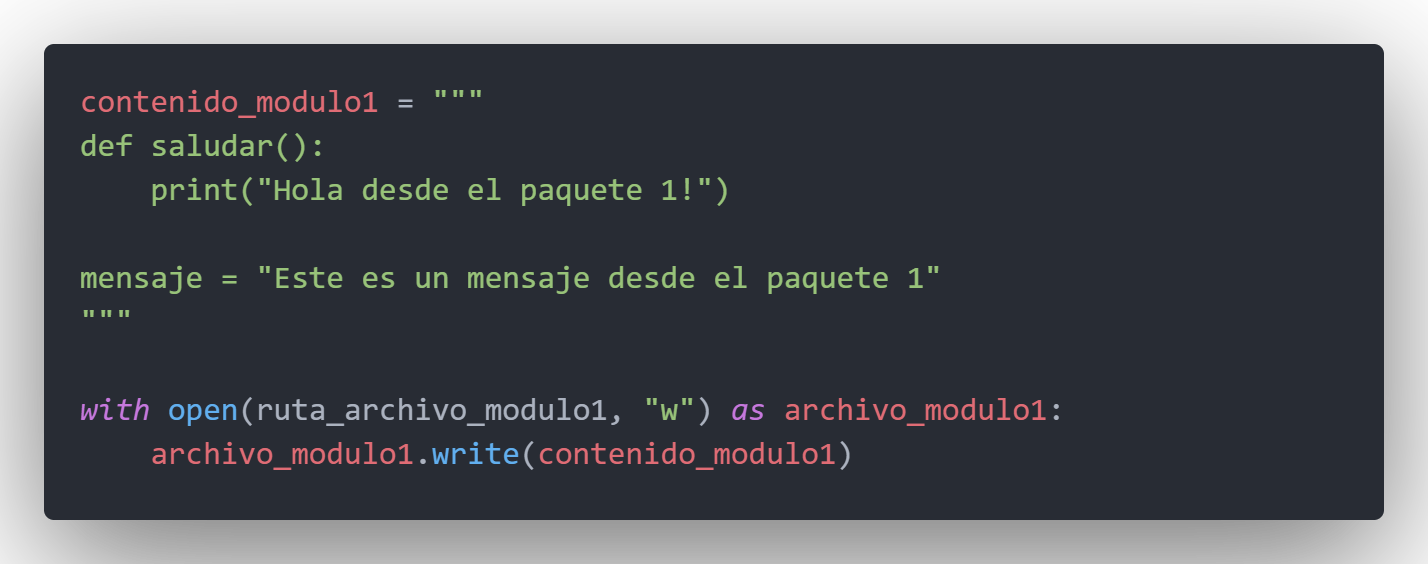 contenido_modulo1 = """
def saludar():
    print("Hola desde el paquete 1!")

mensaje = "Este es un mensaje desde el paquete 1"
"""

with open(ruta_archivo_modulo1, "w") as archivo_modulo1:
    archivo_modulo1.write(contenido_modulo1)